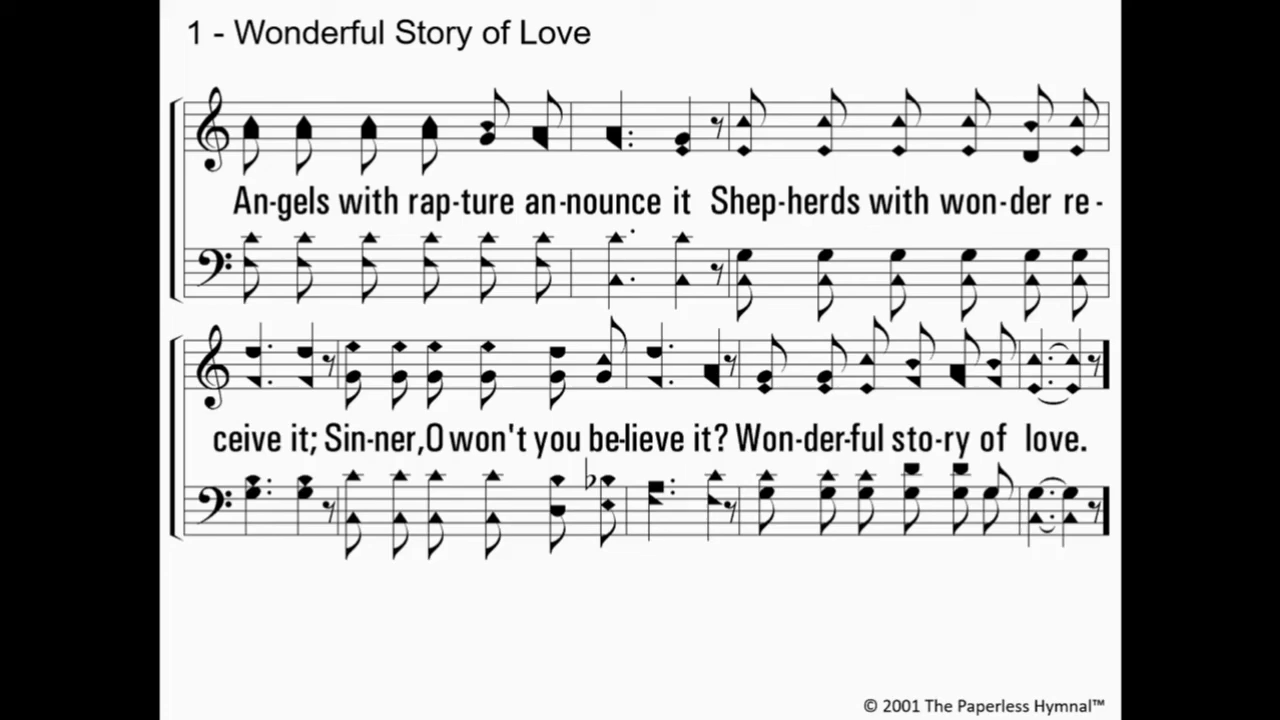 1 - Wonderful Story of Love
An-gels with rap-ture an-nounce it Shep-herds with won-der re-
ceive it; Sin-ner,O won't you be-lieve it? Won-der-ful sto-ry of love.
© 2001 The Paperless Hymnal™